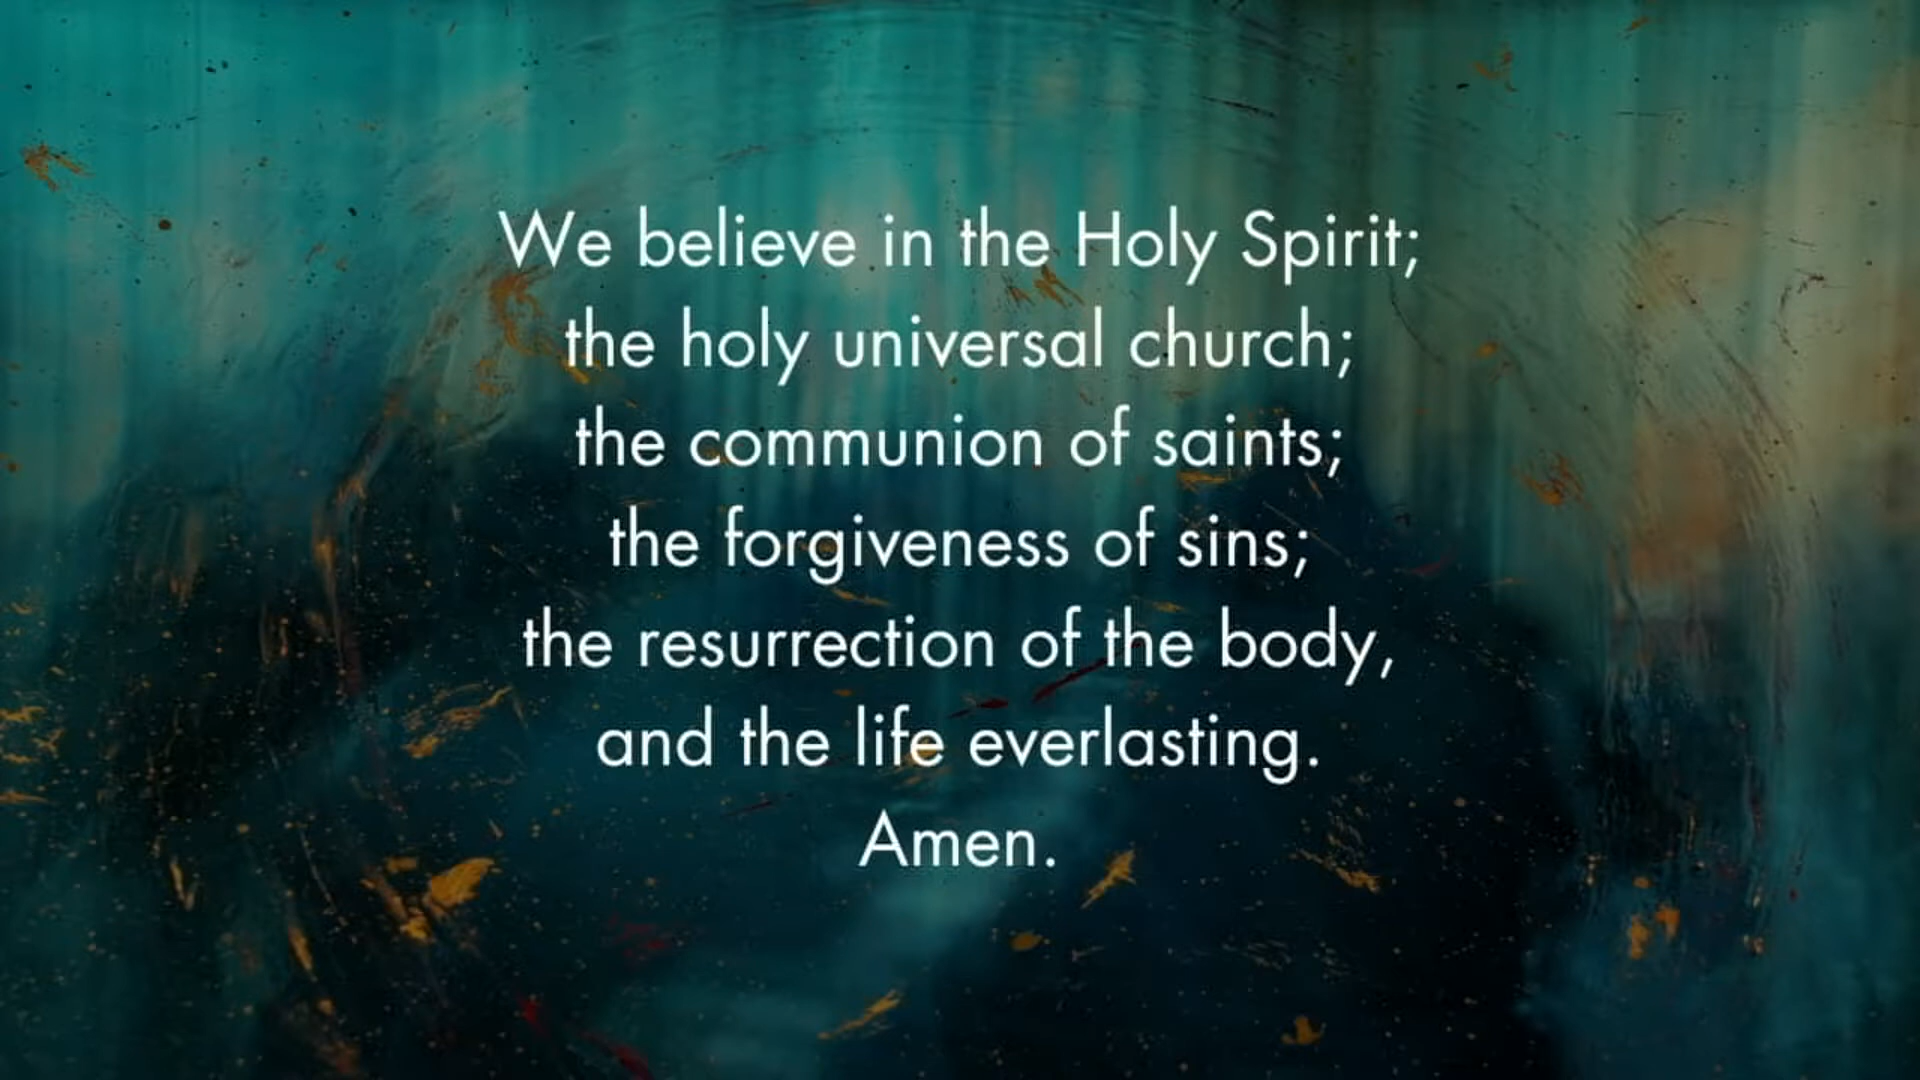 We believe in the Holy Spirit;
the holy universal church;
the communion of saints;
the forgiveness of sins;
the resurrection of the body,
and the life everlasting.
Amen.